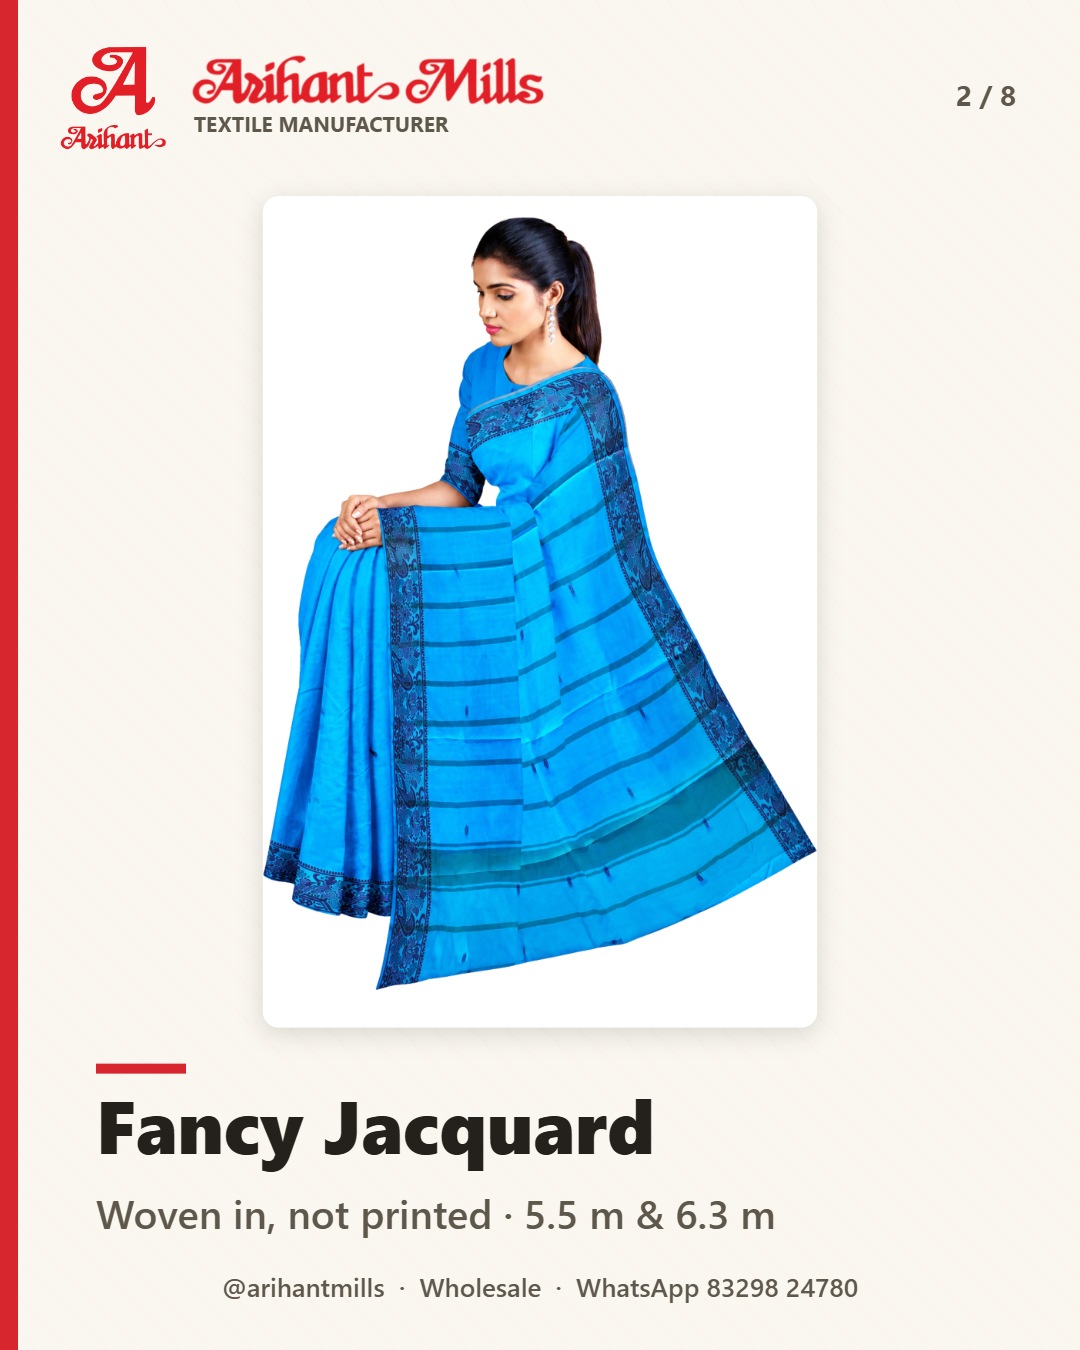 A
Arihant
Arihant Mills
TEXTILE MANUFACTURER
2 / 8
Fancy Jacquard
Woven in, not printed · 5.5 m & 6.3 m
@arihantmills · Wholesale · WhatsApp 83298 24780